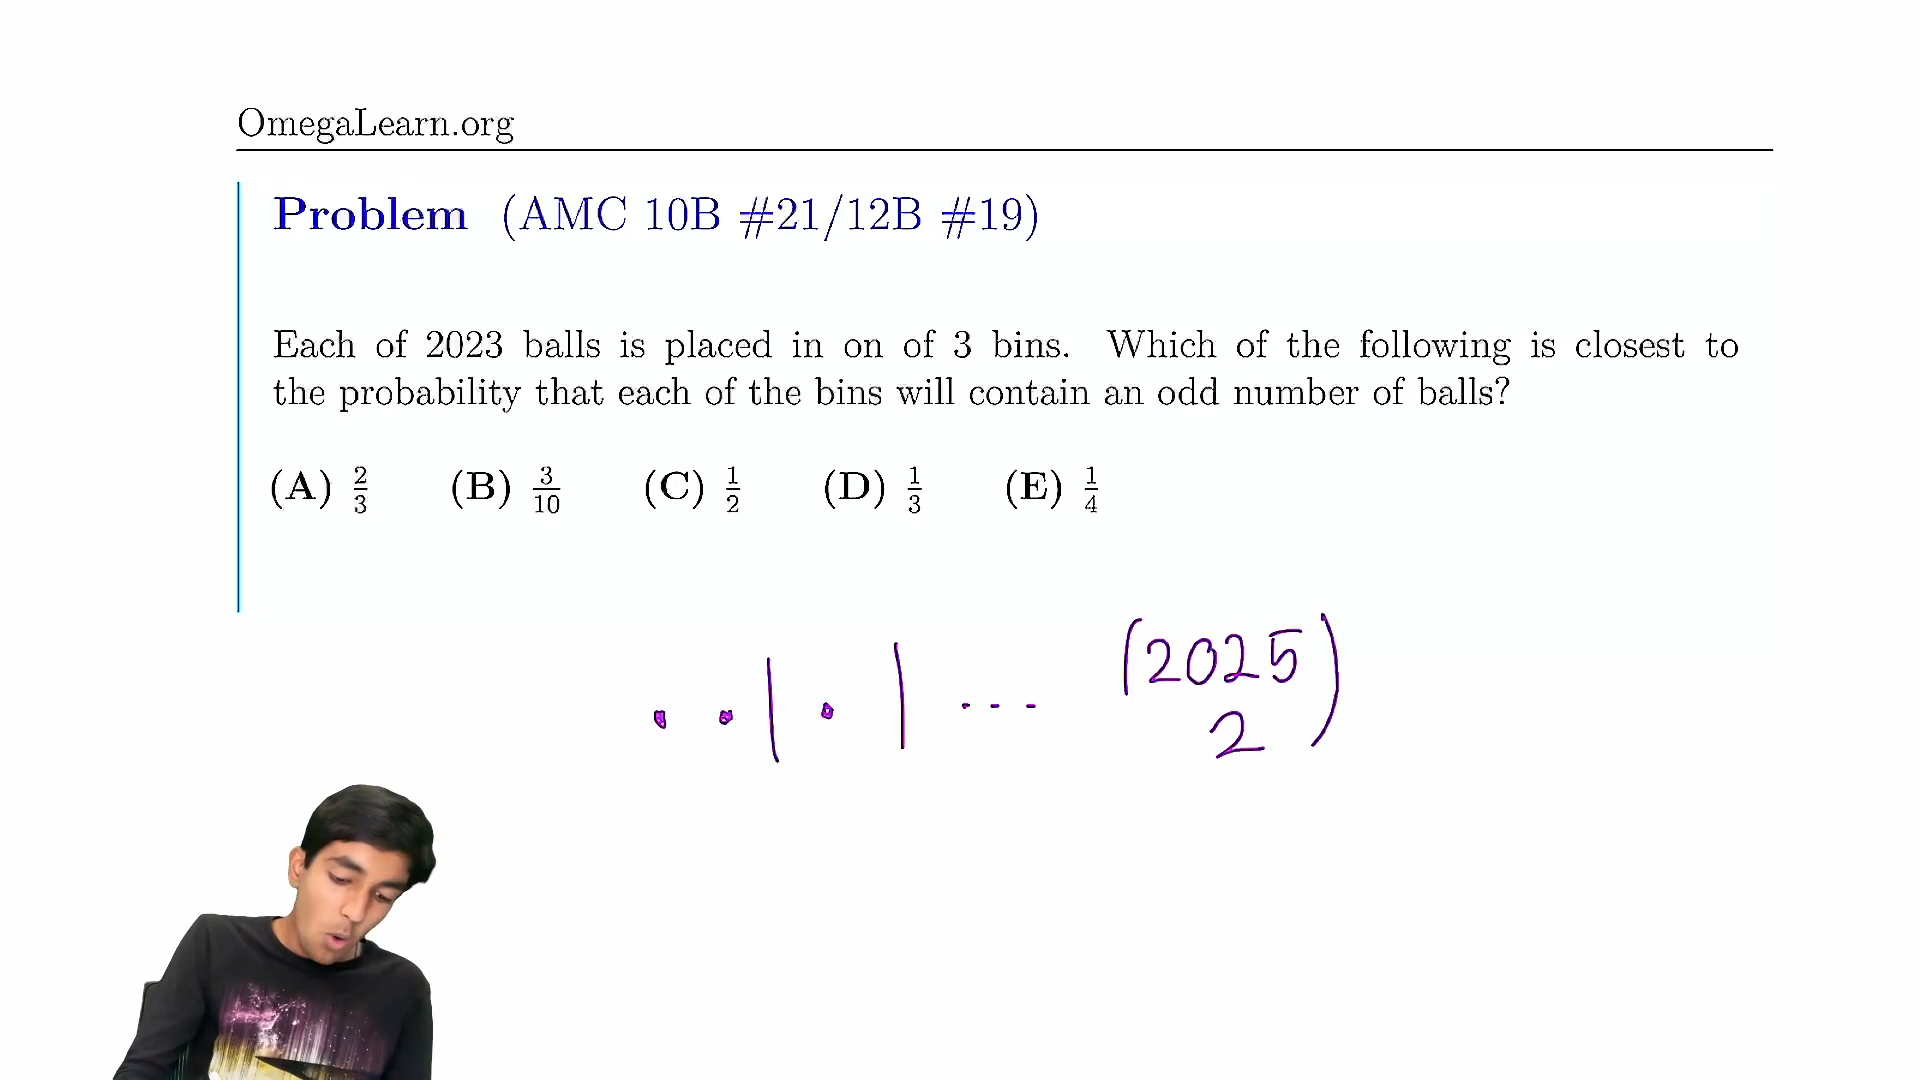 OmegaLearn.org
Problem (AMC 10B #21/12B #19)
Each of 2023 balls is placed in on of 3 bins. Which of the following is closest to
the probability that each of the bins will contain an odd number of balls?
(A) 2/3 (B) 3/10 (C) 1/2 (D) 1/3 (E) 1/4
(2025
2)